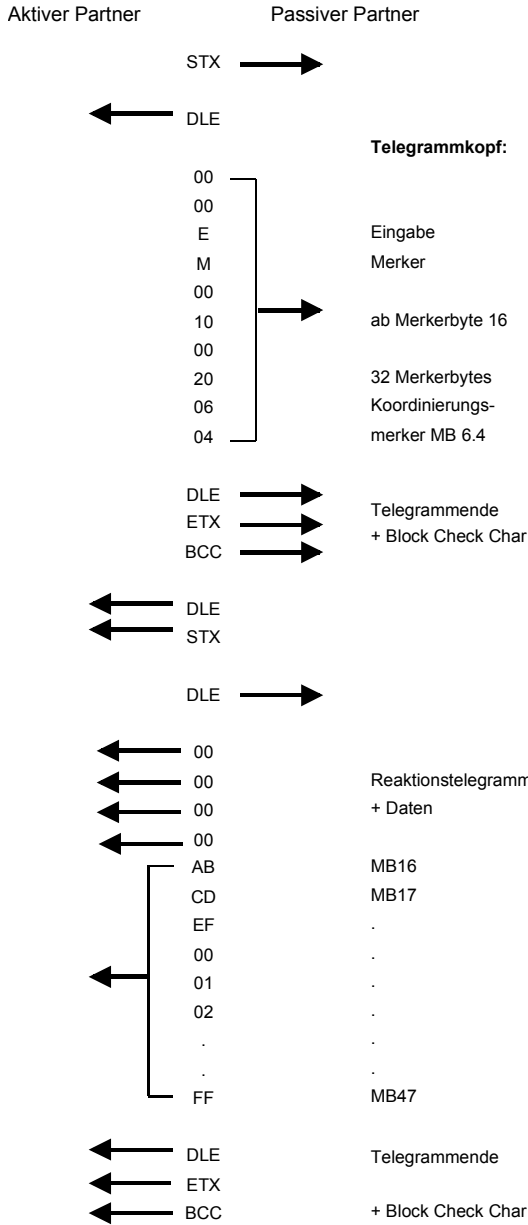 Aktiver Partner Passiver Partner
STX
DLE
Telegrammkopf:
00
00
E Eingabe
M Merker
00
10 ab Merkerbyte 16
00
20 32 Merkerbytes
06 Koordinierungs-
04 merker MB 6.4
DLE
Telegrammende
ETX
+ Block Check Char
BCC
DLE
STX
DLE
00
00 Reaktionstelegramm
00 + Daten
00
AB MB16
CD MB17
EF .
00 .
01 .
02 .
. .
. .
FF MB47
DLE Telegrammende
ETX
BCC + Block Check Char